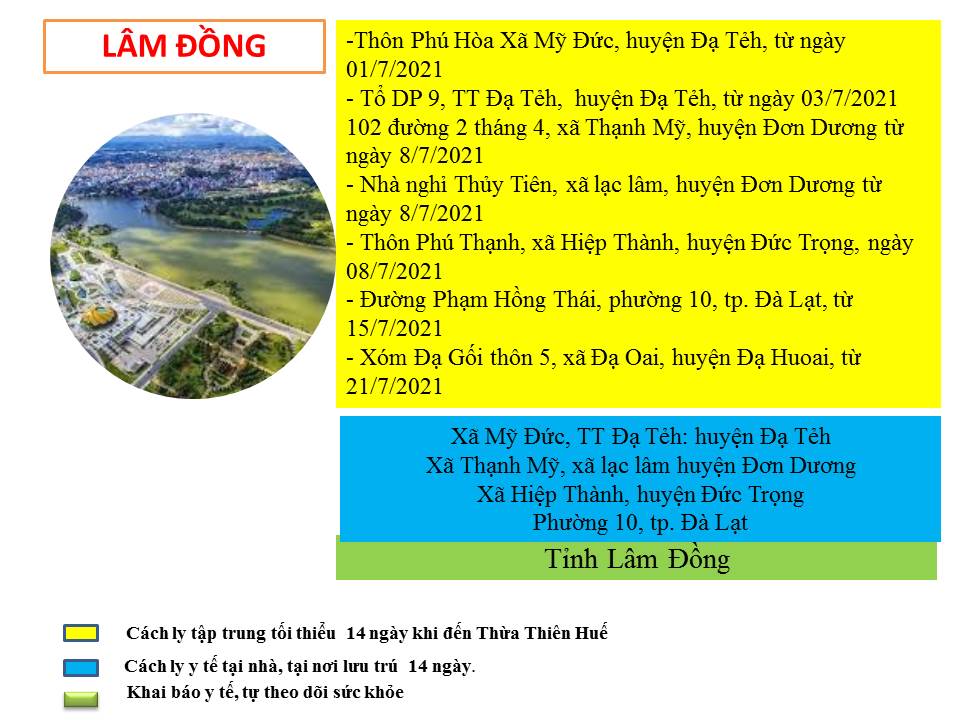 LÂM ĐỒNG
-Thôn Phú Hòa Xã Mỹ Đức, huyện Đạ Tẻh, từ ngày
01/7/2021
- Tổ DP 9, TT Đạ Tẻh, huyện Đạ Tẻh, từ ngày 03/7/2021
102 đường 2 tháng 4, xã Thạnh Mỹ, huyện Đơn Dương từ
ngày 8/7/2021
- Nhà nghỉ Thủy Tiên, xã lạc lâm, huyện Đơn Dương từ
ngày 8/7/2021
- Thôn Phú Thạnh, xã Hiệp Thành, huyện Đức Trọng, ngày
08/7/2021
- Đường Phạm Hồng Thái, phường 10, tp. Đà Lạt, từ
15/7/2021
- Xóm Đạ Gối thôn 5, xã Đạ Oai, huyện Đạ Huoai, từ
21/7/2021
Xã Mỹ Đức, TT Đạ Tẻh: huyện Đạ Tẻh
Xã Thạnh Mỹ, xã lạc lâm huyện Đơn Dương
Xã Hiệp Thành, huyện Đức Trọng
Phường 10, tp. Đà Lạt
Tỉnh Lâm Đồng
Cách ly tập trung tối thiểu 14 ngày khi đến Thừa Thiên Huế
Cách ly y tế tại nhà, tại nơi lưu trú 14 ngày.
Khai báo y tế, tự theo dõi sức khỏe